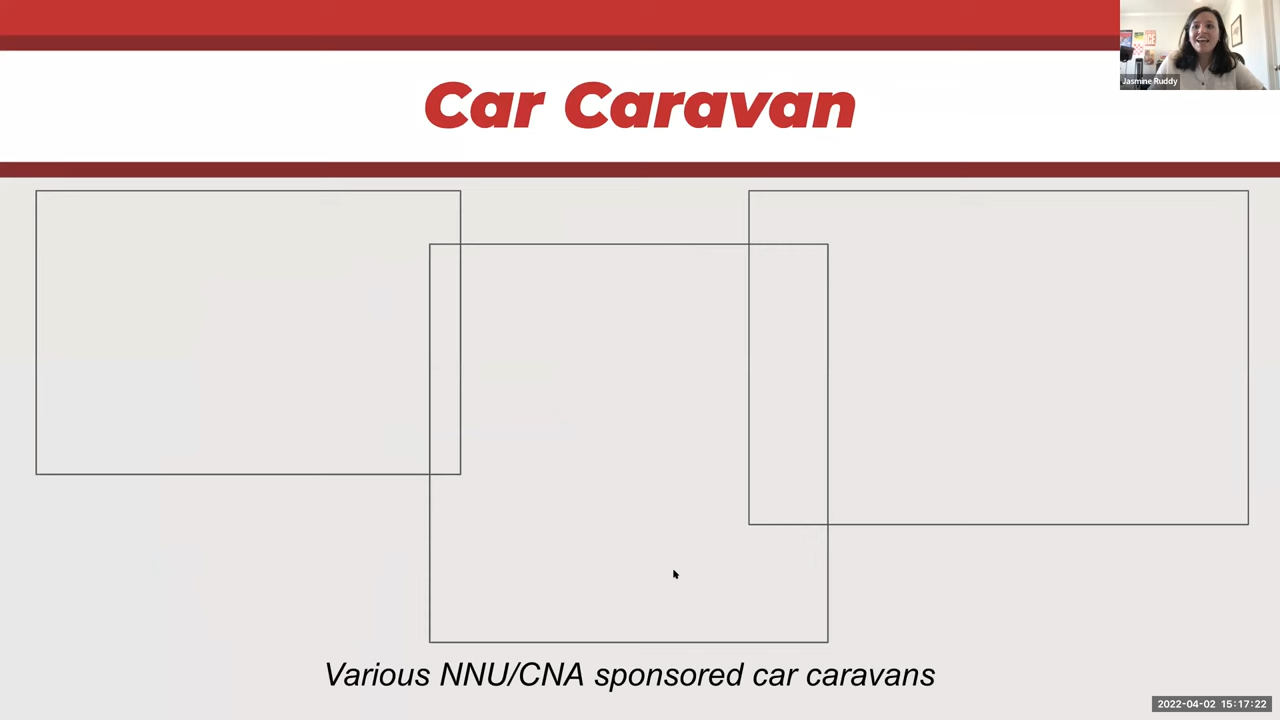 Car Caravan
Jasmine Ruddy
Various NNU/CNA sponsored car caravans
2022-04-02 15:17:22